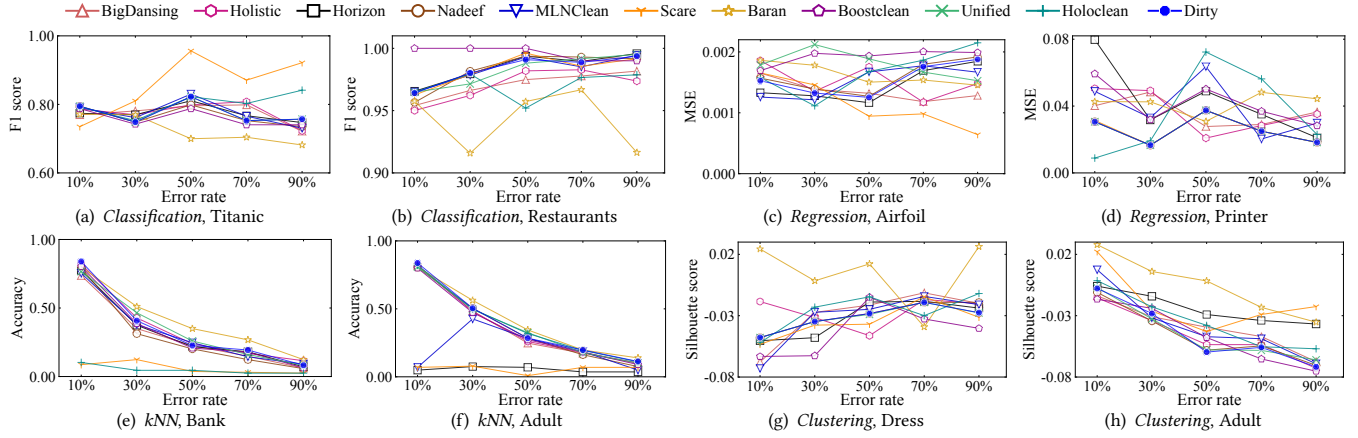 BigDansing Holistic Horizon Nadeef MLNClean Scare Baran Boostclean Unified Holoclean Dirty
1.00
0.80
0.60
F1 score
10% 30% 50% 70% 90%
Error rate
(a) Classification, Titanic
1.00
0.95
0.90
F1 score
10% 30% 50% 70% 90%
Error rate
(b) Classification, Restaurants
0.002
0.001
0.000
MSE
10% 30% 50% 70% 90%
Error rate
(c) Regression, Airfoil
0.08
0.04
0.00
MSE
10% 30% 50% 70% 90%
Error rate
(d) Regression, Printer
1.00
0.50
0.00
Accuracy
10% 30% 50% 70% 90%
Error rate
(e) kNN, Bank
1.00
0.50
0.00
Accuracy
10% 30% 50% 70% 90%
Error rate
(f) kNN, Adult
0.02
-0.03
-0.08
Silhouette score
10% 30% 50% 70% 90%
Error rate
(g) Clustering, Dress
0.02
-0.03
-0.08
Silhouette score
10% 30% 50% 70% 90%
Error rate
(h) Clustering, Adult